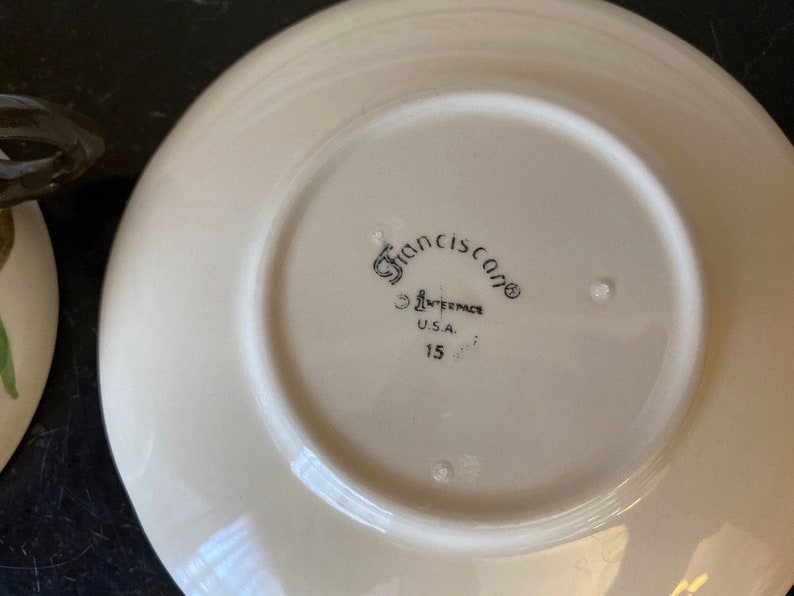 Franciscan®
© INTERPACE
U.S.A.
15